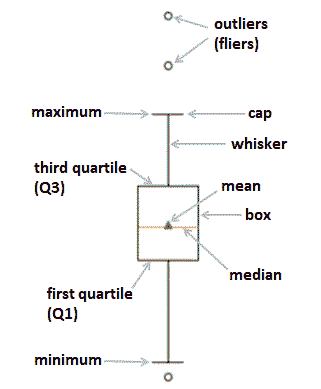 outliers
(fliers)
maximum
cap
whisker
third quartile
(Q3)
mean
box
median
first quartile
(Q1)
minimum